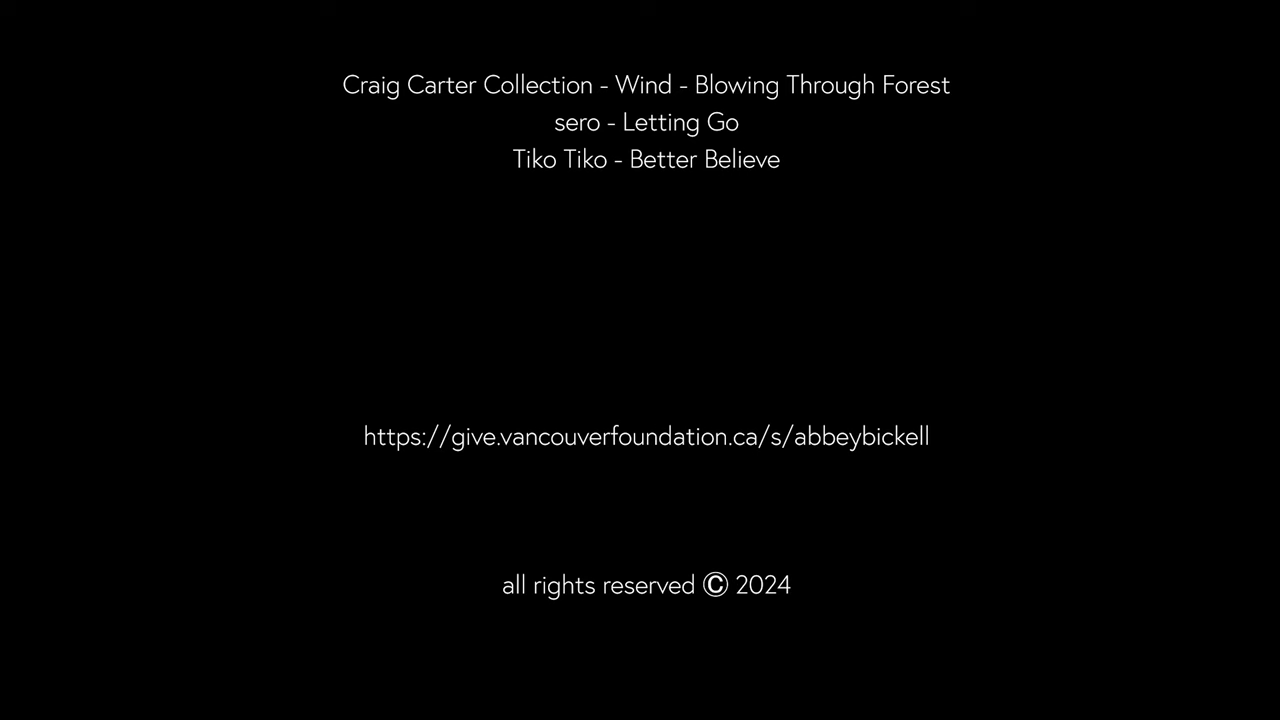 Craig Carter Collection - Wind - Blowing Through Forest
sero - Letting Go
Tiko Tiko - Better Believe
https://give.vancouverfoundation.ca/s/abbeybickell
all rights reserved © 2024